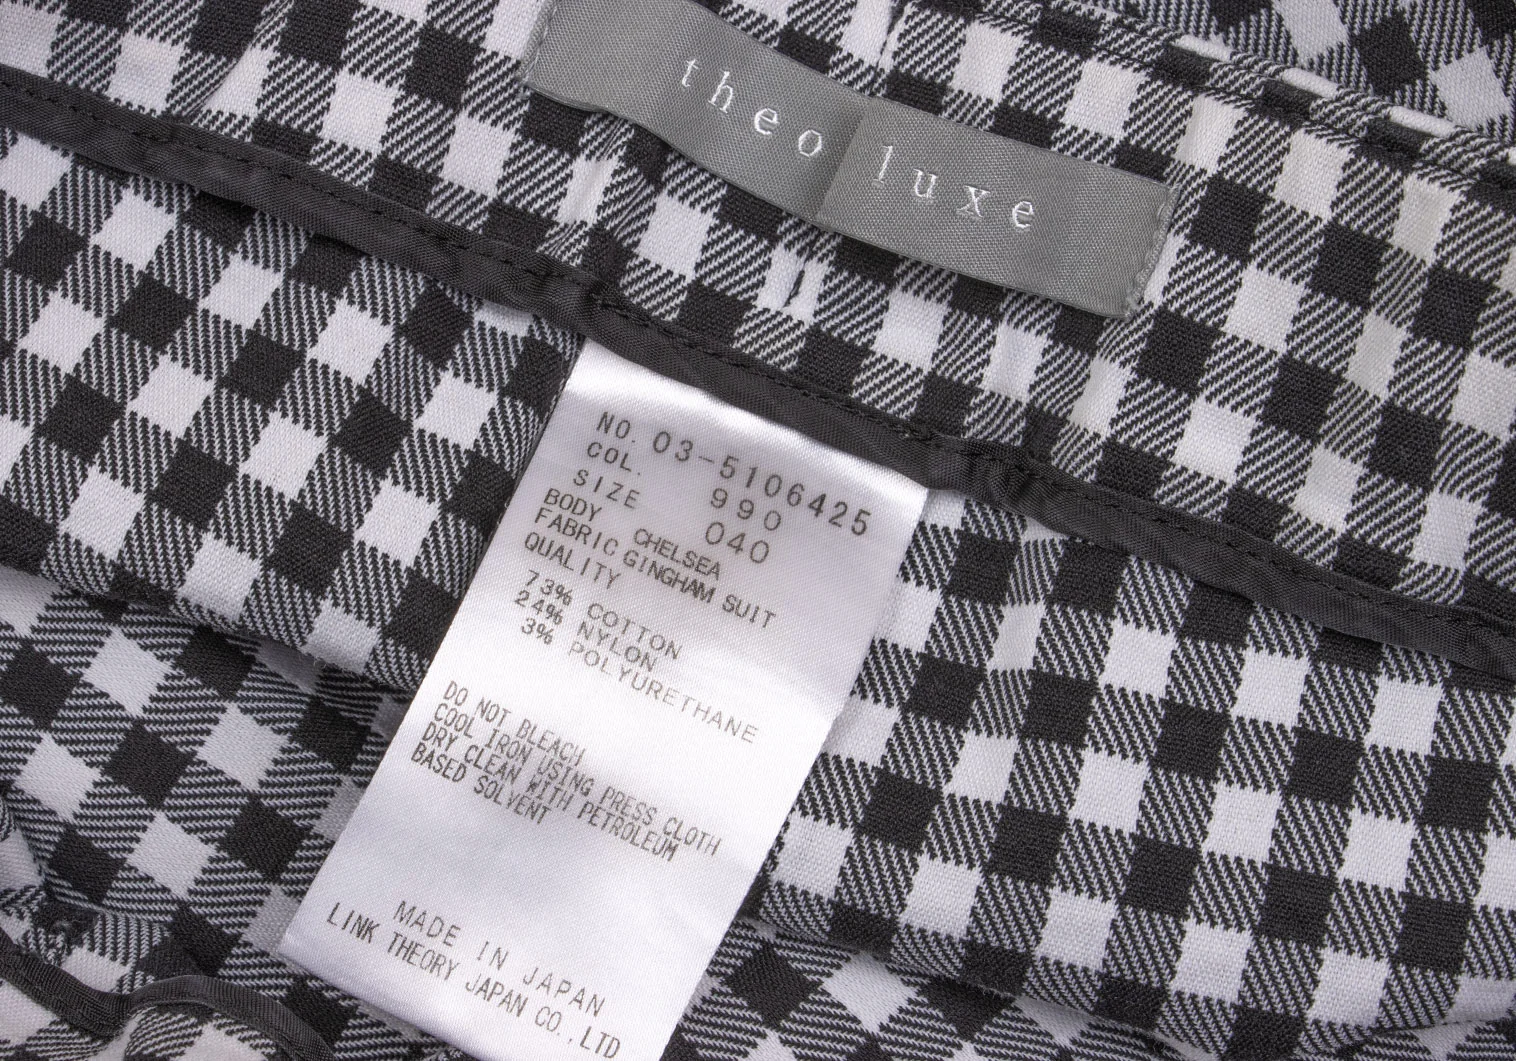 theo luxe
NO. 03-5106425
COL. 990
SIZE 040
BODY CHELSEA
FABRIC GINGHAM SUIT
QUALITY
73% COTTON
24% NYLON
3% POLYURETHANE
DO NOT BLEACH
COOL IRON USING PRESS CLOTH
DRY CLEAN WITH PETROLEUM
BASED SOLVENT
MADE IN JAPAN
LINK THEORY JAPAN CO.,LTD